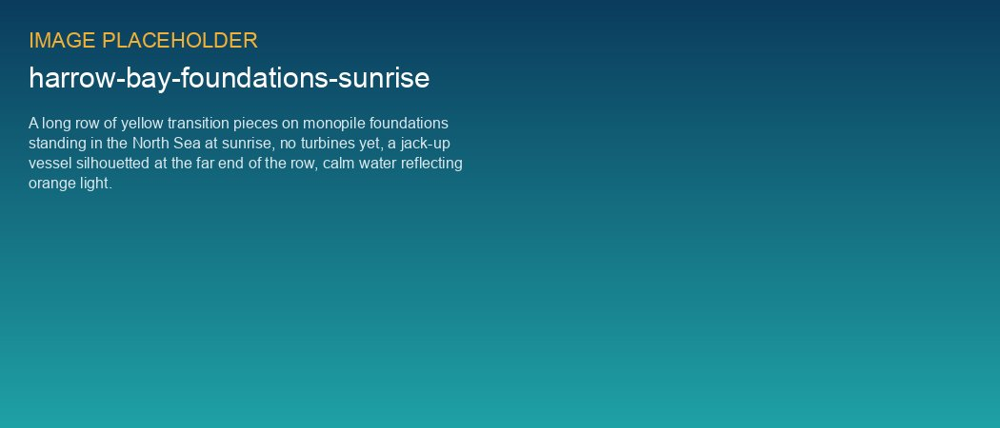 IMAGE PLACEHOLDER
harrow-bay-foundations-sunrise
A long row of yellow transition pieces on monopile foundations
standing in the North Sea at sunrise, no turbines yet, a jack-up
vessel silhouetted at the far end of the row, calm water reflecting
orange light.